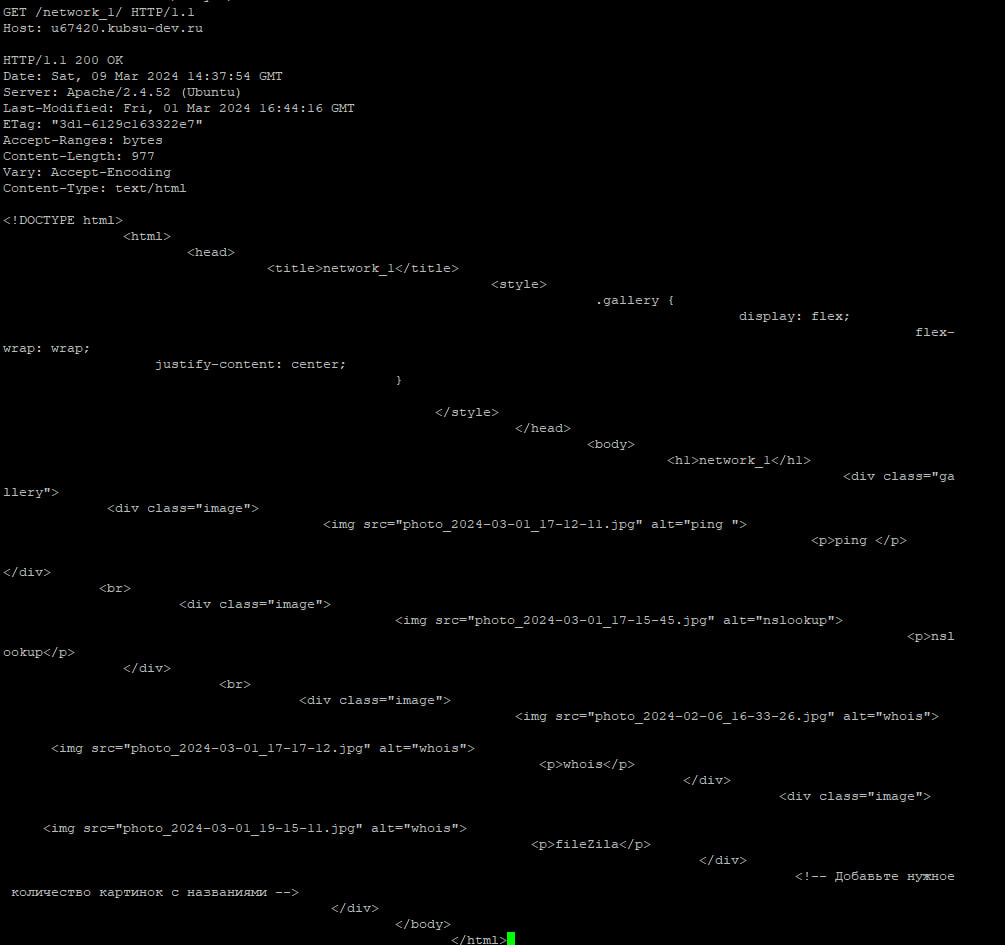 GET /network_1/ HTTP/1.1
Host: u67420.kubsu-dev.ru
HTTP/1.1 200 OK
Date: Sat, 09 Mar 2024 14:37:54 GMT
Server: Apache/2.4.52 (Ubuntu)
Last-Modified: Fri, 01 Mar 2024 16:44:16 GMT
ETag: "3d1-6129c163322e7"
Accept-Ranges: bytes
Content-Length: 977
Vary: Accept-Encoding
Content-Type: text/html
<!DOCTYPE html>
<html>
<head>
<title>network_1</title>
<style>
.gallery {
display: flex;
flex-
wrap: wrap;
justify-content: center;
}
</style>
</head>
<body>
<h1>network_1</h1>
<div class="ga
llery">
<div class="image">
<img src="photo_2024-03-01_17-12-11.jpg" alt="ping ">
<p>ping </p>
</div>
<br>
<div class="image">
<img src="photo_2024-03-01_17-15-45.jpg" alt="nslookup">
<p>nsl
ookup</p>
</div>
<br>
<div class="image">
<img src="photo_2024-02-06_16-33-26.jpg" alt="whois">
<img src="photo_2024-03-01_17-17-12.jpg" alt="whois">
<p>whois</p>
</div>
<div class="image">
<img src="photo_2024-03-01_19-15-11.jpg" alt="whois">
<p>fileZila</p>
</div>
<!-- Добавьте нужное
количество картинок с названиями -->
</div>
</body>
</html>